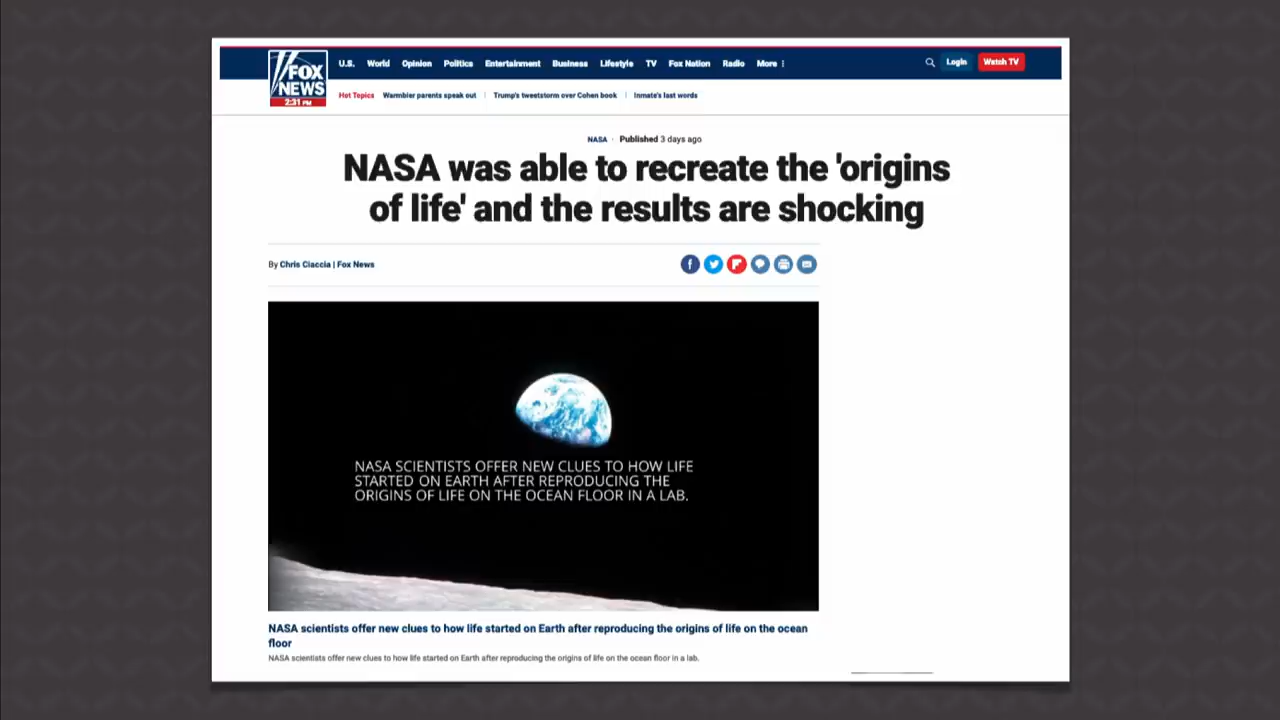 FOX
NEWS
2:31 PM
U.S. World Opinion Politics Entertainment Business Lifestyle TV Fox Nation Radio More
Login Watch TV
Hot Topics Warmbier parents speak out Trump's tweetstorm over Cohen book Inmate's last words
NASA · Published 3 days ago
NASA was able to recreate the 'origins
of life' and the results are shocking
By Chris Ciaccia | Fox News
NASA SCIENTISTS OFFER NEW CLUES TO HOW LIFE
STARTED ON EARTH AFTER REPRODUCING THE
ORIGINS OF LIFE ON THE OCEAN FLOOR IN A LAB.
NASA scientists offer new clues to how life started on Earth after reproducing the origins of life on the ocean
floor
NASA scientists offer new clues to how life started on Earth after reproducing the origins of life on the ocean floor in a lab.